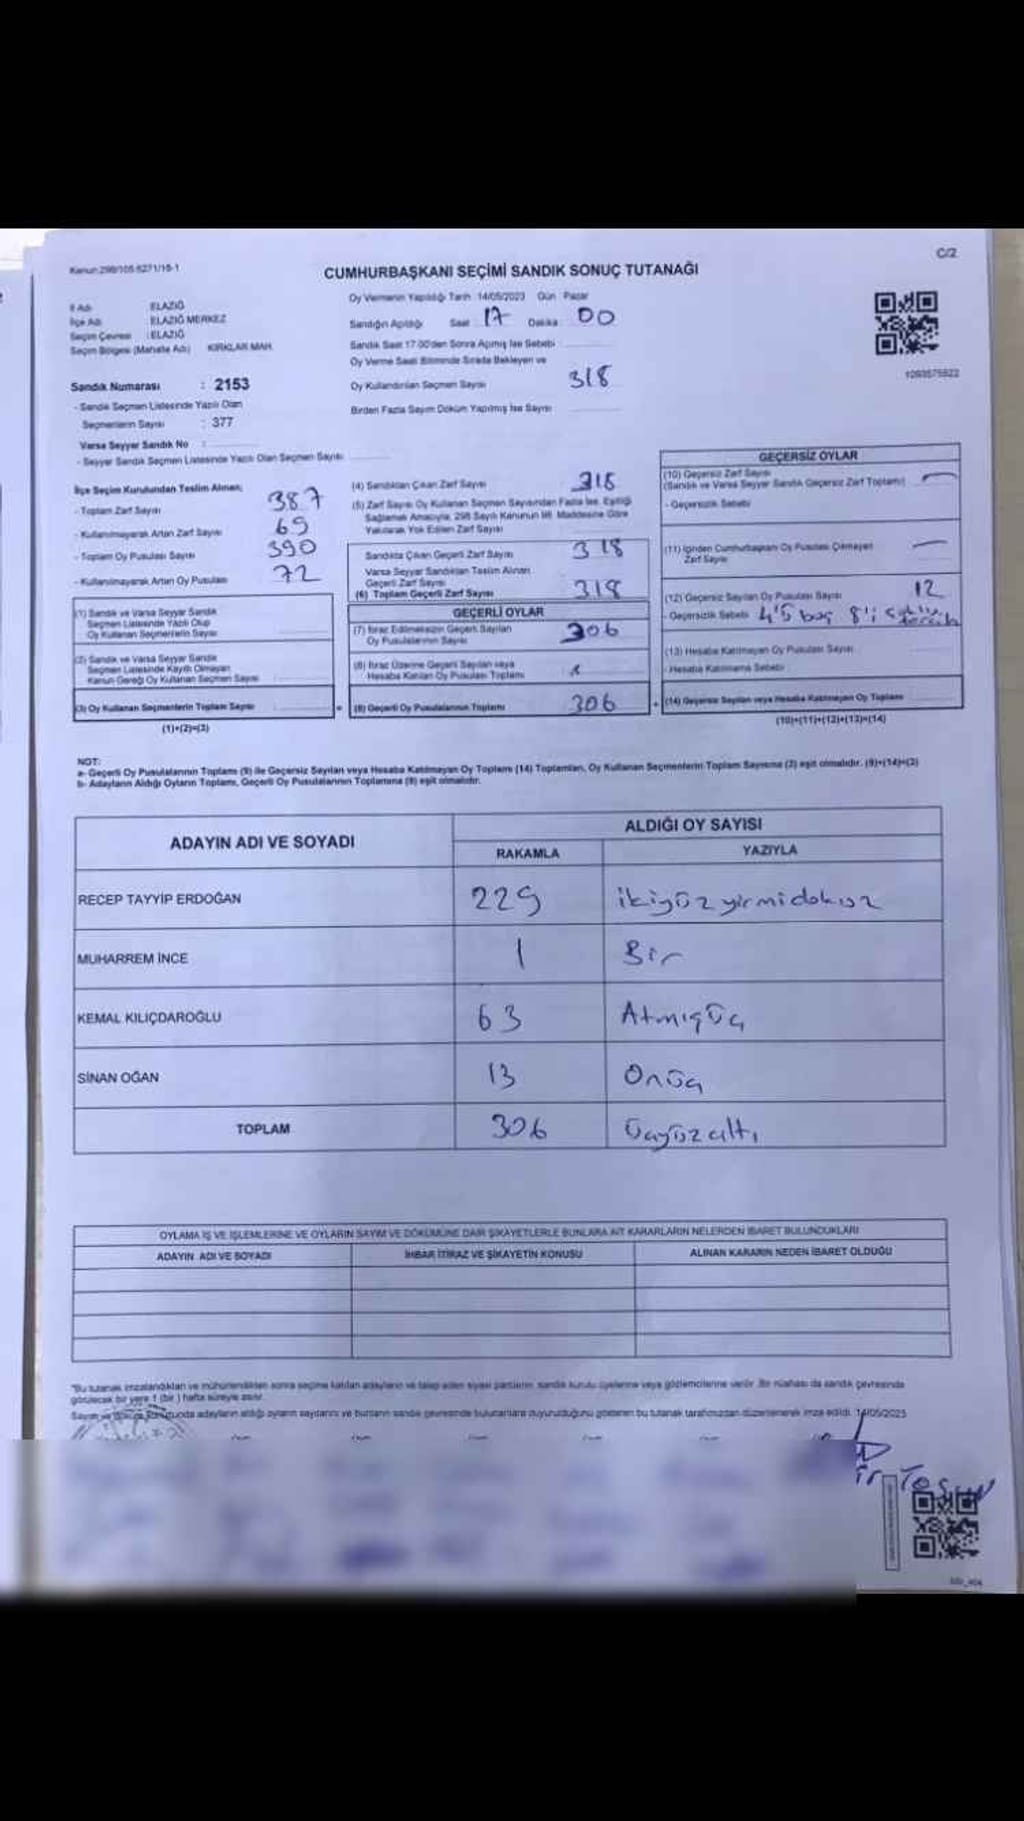 Kanun:298/105 6271/15-1
C/2
CUMHURBAŞKANI SEÇİMİ SANDIK SONUÇ TUTANAĞI
İl Adı ELAZIĞ
İlçe Adı ELAZIĞ MERKEZ
Seçim Çevresi : ELAZIĞ
Seçim Bölgesi (Mahalle Adı) KIRKLAR MAH.
Sandık Numarası : 2153
- Sandık Seçmen Listesinde Yazılı Olan
Seçmenlerin Sayısı : 377
Varsa Seyyar Sandık No :
- Seyyar Sandık Seçmen Listesinde Yazılı Olan Seçmen Sayısı
Oy Vermenin Yapıldığı Tarih 14/05/2023 Gün Pazar
Sandığın Açıldığı Saat 17 Dakika 00
Sandık Saat 17:00'den Sonra Açılmış İse Sebebi
Oy Verme Saati Bitiminde Sırada Bekleyen ve
Oy Kullandırılan Seçmen Sayısı 318
Birden Fazla Sayım Döküm Yapılmış İse Sayısı
1093575922
İlçe Seçim Kurulundan Teslim Alınan;
- Toplam Zarf Sayısı 387
- Kullanılmayarak Artan Zarf Sayısı 69
- Toplam Oy Pusulası Sayısı 390
- Kullanılmayarak Artan Oy Pusulası 72
(1) Sandık ve Varsa Seyyar Sandık
Seçmen Listesinde Yazılı Olup
Oy Kullanan Seçmenlerin Sayısı
(2) Sandık ve Varsa Seyyar Sandık
Seçmen Listesinde Kayıtlı Olmayan
Kanun Gereği Oy Kullanan Seçmen Sayısı
(3) Oy Kullanan Seçmenlerin Toplam Sayısı
(1)+(2)=(3)
(4) Sandıktan Çıkan Zarf Sayısı 318
(5) Zarf Sayısı Oy Kullanan Seçmen Sayısından Fazla İse, Eşitliği
Sağlamak Amacıyla, 298 Sayılı Kanunun 98. Maddesine Göre
Yakılarak Yok Edilen Zarf Sayısı
Sandıkta Çıkan Geçerli Zarf Sayısı 318
Varsa Seyyar Sandıktan Teslim Alınan
Geçerli Zarf Sayısı
(6) Toplam Geçerli Zarf Sayısı 318
GEÇERLİ OYLAR
(7) İtiraz Edilmeksizin Geçerli Sayılan
Oy Pusulalarının Sayısı 306
(8) İtiraz Üzerine Geçerli Sayılan veya
Hesaba Katılan Oy Pusulası Toplamı
(9) Geçerli Oy Pusulalarının Toplamı 306
GEÇERSİZ OYLAR
(10) Geçersiz Zarf Sayısı
(Sandık ve Varsa Seyyar Sandık Geçersiz Zarf Toplamı)
- Geçersizlik Sebebi
(11) İçinden Cumhurbaşkanı Oy Pusulası Çıkmayan
Zarf Sayısı
(12) Geçersiz Sayılan Oy Pusulası Sayısı 12
- Geçersizlik Sebebi 4'ü boş 8'i
(13) Hesaba Katılmayan Oy Pusulası Sayısı
- Hesaba Katılmama Sebebi
(14) Geçersiz Sayılan veya Hesaba Katılmayan Oy Toplamı
(10)+(11)+(12)+(13)=(14)
NOT:
a- Geçerli Oy Pusulalarının Toplamı (9) ile Geçersiz Sayılan veya Hesaba Katılmayan Oy Toplamı (14) Toplamları, Oy Kullanan Seçmenlerin Toplam Sayısına (3) eşit olmalıdır. (9)+(14)=(3)
b- Adayların Aldığı Oyların Toplamı, Geçerli Oy Pusulalarının Toplamına (9) eşit olmalıdır.
ADAYIN ADI VE SOYADI
ALDIĞI OY SAYISI
RAKAMLA YAZIYLA
RECEP TAYYİP ERDOĞAN 229 ikiyüzyirmidokuz
MUHARREM İNCE 1 Bir
KEMAL KILIÇDAROĞLU 63 Atmışüç
SİNAN OĞAN 13 Onüç
TOPLAM 306 Üçyüzaltı
OYLAMA İŞ VE İŞLEMLERİNE VE OYLARIN SAYIM VE DÖKÜMÜNE DAİR ŞİKAYETLERLE BUNLARA AİT KARARLARIN NELERDEN İBARET BULUNDUKLARI
ADAYIN ADI VE SOYADI İHBAR İTİRAZ VE ŞİKAYETİN KONUSU ALINAN KARARIN NEDEN İBARET OLDUĞU
*Bu tutanak imzalandıktan ve mühürlendikten sonra seçime katılan adayların ve talep eden siyasi partilerin, sandık kurulu üyelerine veya gözlemcilerine verilir. Bir nüshası da sandık çevresinde
görülecek bir yere 1 (bir ) hafta süreyle asılır.
Sayım ve döküm sonucunda adayların aldığı oyların sayılarını ve bunların sandık çevresinde bulunanlara duyurulduğunu gösteren bu tutanak tarafımızdan düzenlenerek imza edildi. 14/05/2023